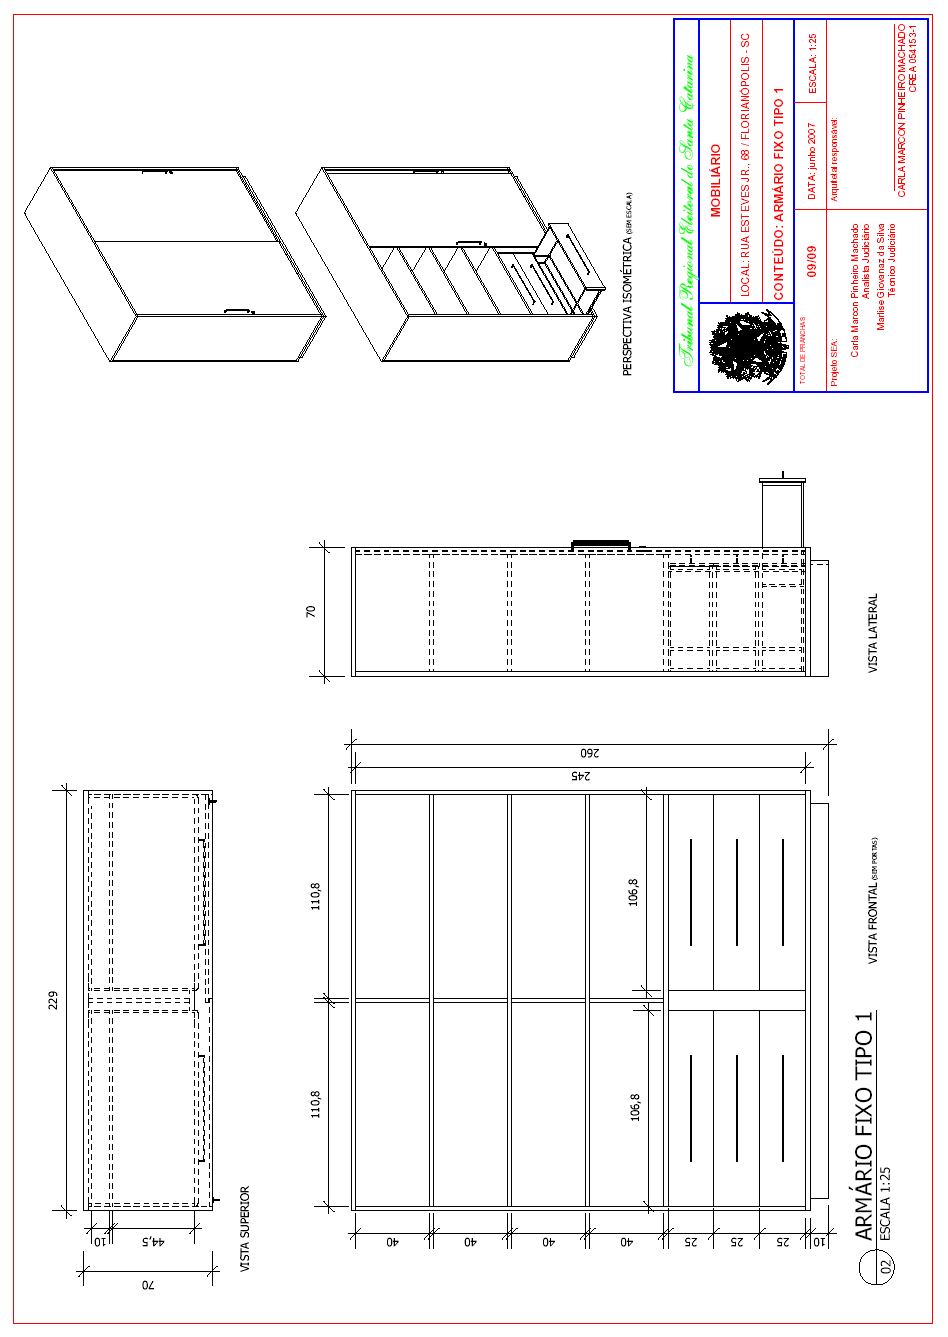 Tribunal Regional Eleitoral de Santa Catarina
MOBILIÁRIO
LOCAL: RUA ESTEVES JR.. 68 / FLORIANÓPOLIS - SC
CONTEÚDO: ARMÁRIO FIXO TIPO 1
TOTAL DE PRANCHAS
09/09
DATA: junho 2007
ESCALA: 1:25
Projeto SEA:
Carla Marcon Pinheiro Machado
Analista Judiciário
Marlise Giovanaz da Silva
Técnico Judiciário
Arquiteta responsável:
CARLA MARCON PINHEIRO MACHADO
CREA 054153-1
PERSPECTIVA ISOMÉTRICA (SEM ESCALA)
70
VISTA LATERAL
229
10
44,5
70
VISTA SUPERIOR
260
245
110,8
110,8
106,8
106,8
40
40
40
40
25
25
25
10
VISTA FRONTAL (SEM PORTAS)
02
ARMÁRIO FIXO TIPO 1
ESCALA 1:25